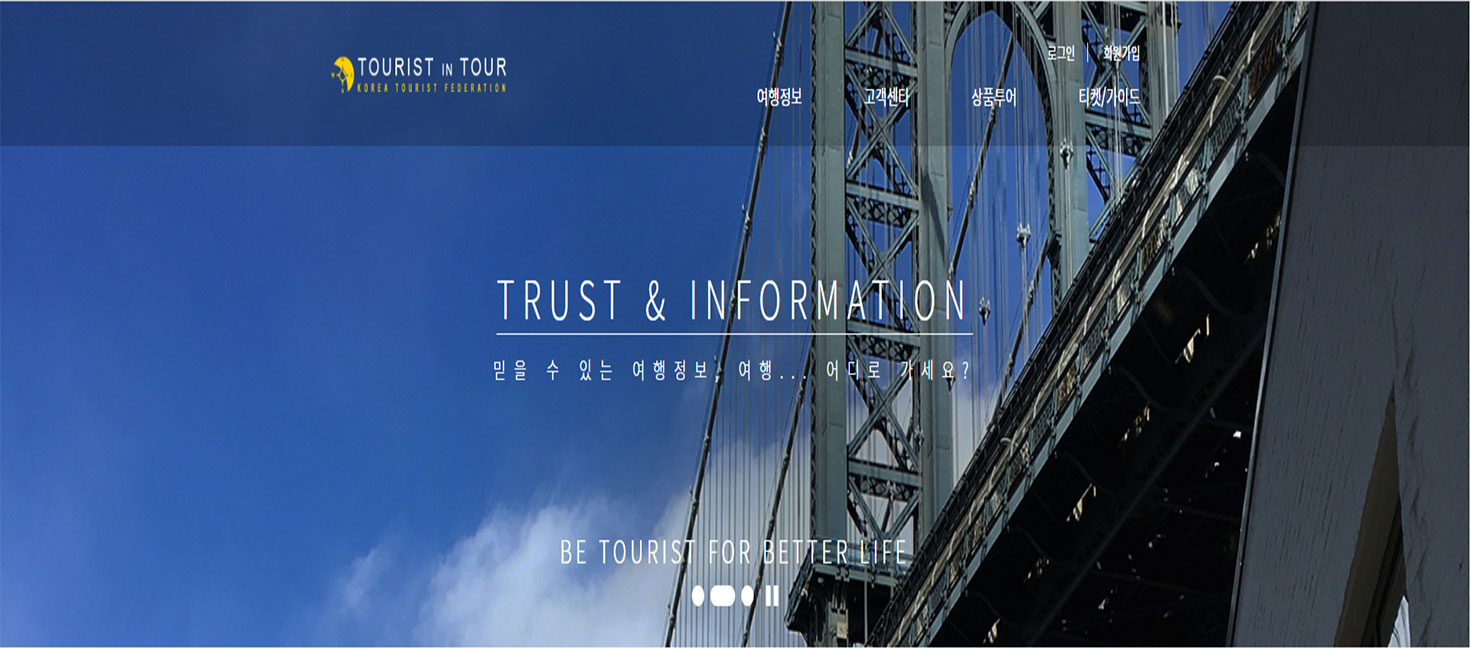 TOURIST IN TOUR
KOREA TOURIST FEDERATION
로그인 | 회원가입
여행정보 고객센타 상품투어 티켓/가이드
TRUST & INFORMATION
믿을 수 있는 여행정보, 여행... 어디로 가세요?
BE TOURIST FOR BETTER LIFE